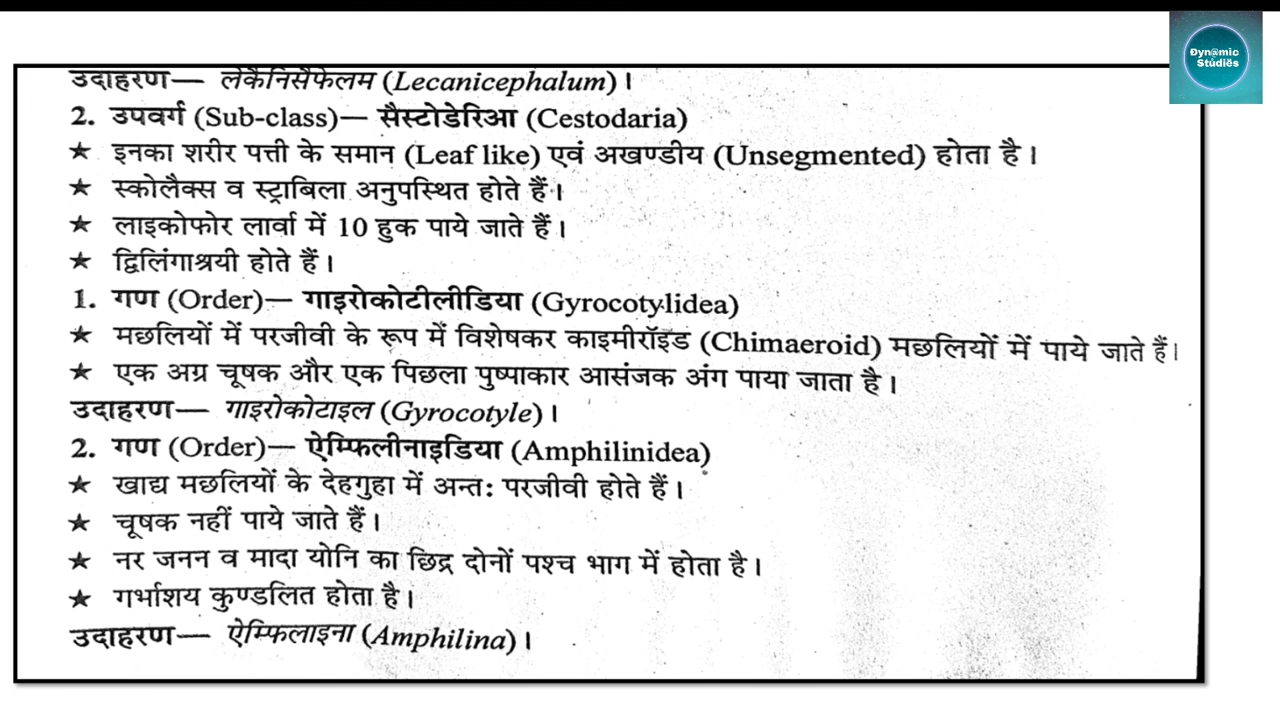 Dyn@mic
Studiës
उदाहरण— लेकैनिसैफेलम (Lecanicephalum)।
2. उपवर्ग (Sub-class)— सैस्टोडेरिआ (Cestodaria)
★ इनका शरीर पत्ती के समान (Leaf like) एवं अखण्डीय (Unsegmented) होता है।
★ स्कोलैक्स व स्ट्राबिला अनुपस्थित होते हैं।
★ लाइकोफोर लार्वा में 10 हुक पाये जाते हैं।
★ द्विलिंगाश्रयी होते हैं।
1. गण (Order)— गाइरोकोटीलीडिया (Gyrocotylidea)
★ मछलियों में परजीवी के रूप में विशेषकर काइमीरॉइड (Chimaeroid) मछलियों में पाये जाते हैं।
★ एक अग्र चूषक और एक पिछला पुष्पाकार आसंजक अंग पाया जाता है।
उदाहरण— गाइरोकोटाइल (Gyrocotyle)।
2. गण (Order)— ऐम्फिलीनाइडिया (Amphilinidea)
★ खाद्य मछलियों के देहगुहा में अन्त: परजीवी होते हैं।
★ चूषक नहीं पाये जाते हैं।
★ नर जनन व मादा योनि का छिद्र दोनों पश्च भाग में होता है।
★ गर्भाशय कुण्डलित होता है।
उदाहरण— ऐम्फिलाइना (Amphilina)।